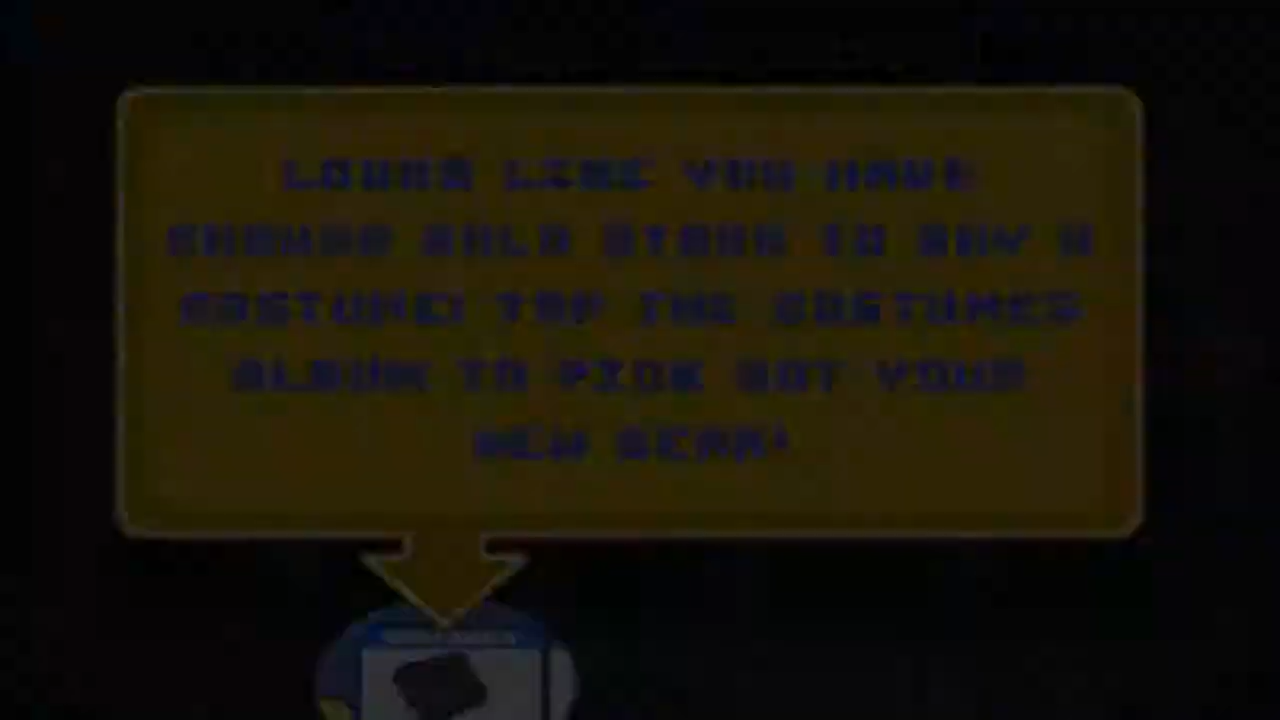 LOOKS LIKE YOU HAVE
ENOUGH GOLD STARS TO BUY A
COSTUME! TAP THE COSTUMES
ALBUM TO PICK OUT YOUR
NEW GEAR!